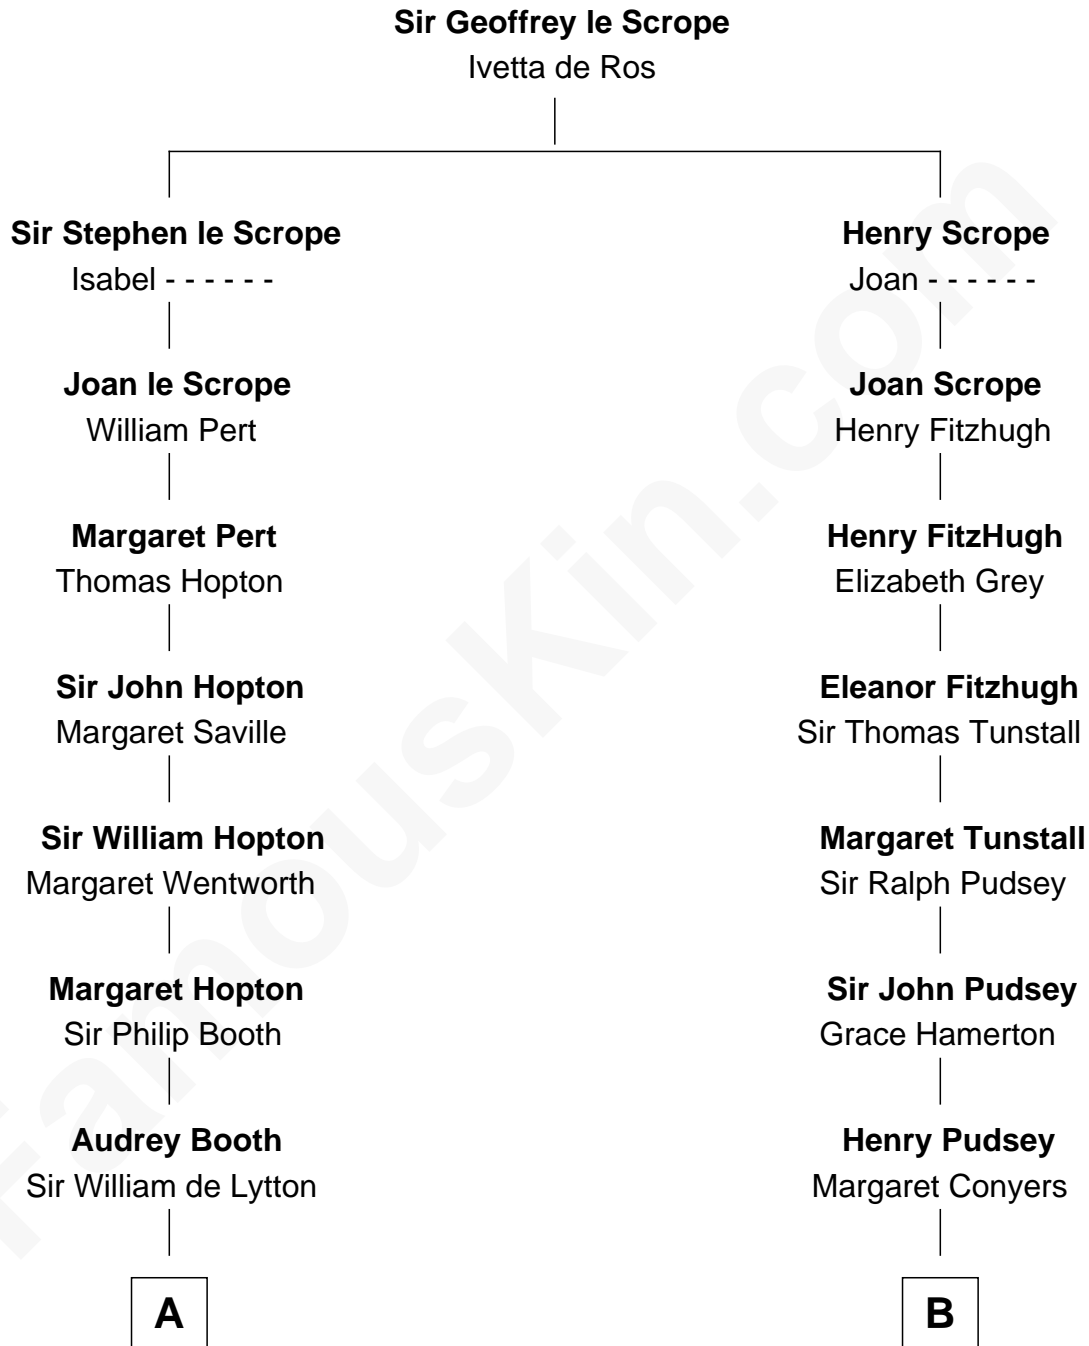 Sir Geoffrey le Scrope
Ivetta de Ros
Sir Stephen le Scrope
Isabel - - - - - -
Joan le Scrope
William Pert
Margaret Pert
Thomas Hopton
Sir John Hopton
Margaret Saville
Sir William Hopton
Margaret Wentworth
Margaret Hopton
Sir Philip Booth
Audrey Booth
Sir William de Lytton
A
Henry Scrope
Joan - - - - - -
Joan Scrope
Henry Fitzhugh
Henry FitzHugh
Elizabeth Grey
Eleanor Fitzhugh
Sir Thomas Tunstall
Margaret Tunstall
Sir Ralph Pudsey
Sir John Pudsey
Grace Hamerton
Henry Pudsey
Margaret Conyers
B
FamousKin.com